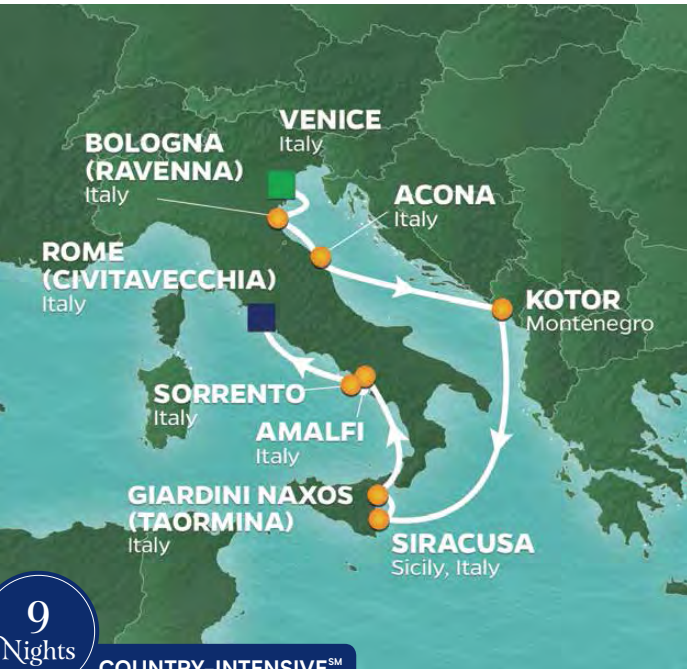 VENICE
Italy
BOLOGNA
(RAVENNA)
Italy
ACONA
Italy
ROME
(CIVITAVECCHIA)
Italy
KOTOR
Montenegro
SORRENTO
Italy
AMALFI
Italy
GIARDINI NAXOS
(TAORMINA)
Italy
SIRACUSA
Sicily, Italy
9
Nights
COUNTRY-INTENSIVE℠